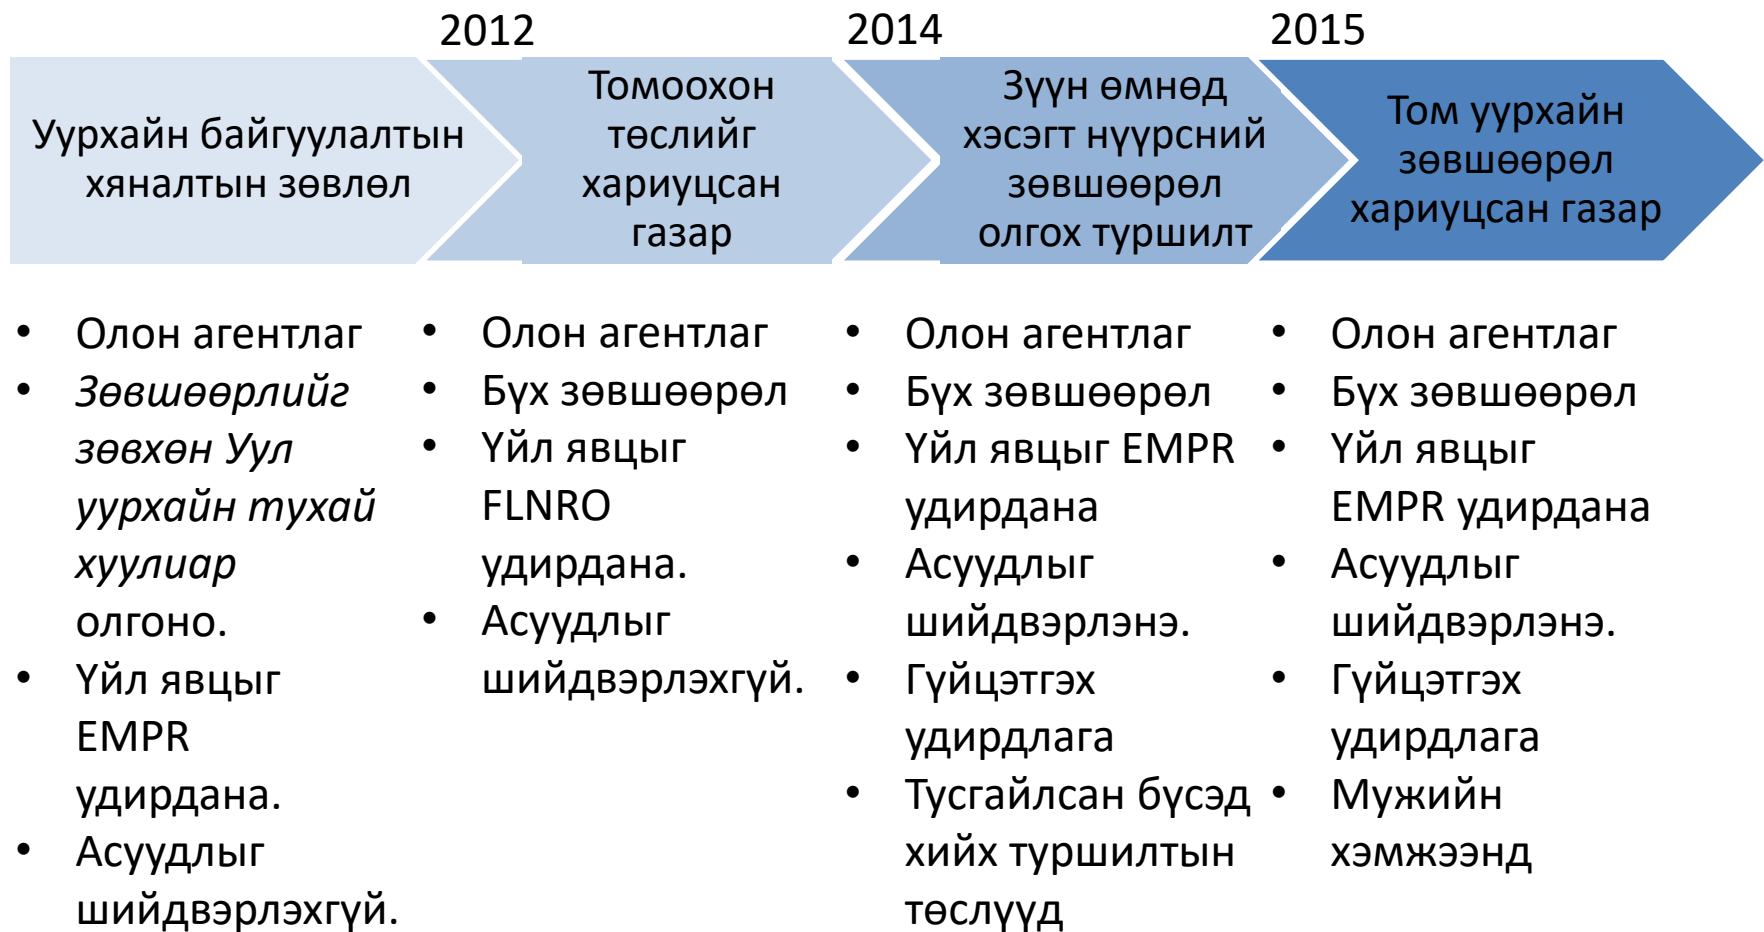 2012
2014
2015
Уурхайн байгуулалтын
хяналтын зөвлөл
Томоохон
төслийг
хариуцсан
газар
Зүүн өмнөд
хэсэгт нүүрсний
зөвшөөрөл
олгох туршилт
Том уурхайн
зөвшөөрөл
хариуцсан газар
• Олон агентлаг
• Зөвшөөрлийг
зөвхөн Уул
уурхайн тухай
хуулиар
олгоно.
• Үйл явцыг
EMPR
удирдана.
• Асуудлыг
шийдвэрлэхгүй.
• Олон агентлаг
• Бүх зөвшөөрөл
• Үйл явцыг
FLNRO
удирдана.
• Асуудлыг
шийдвэрлэхгүй.
• Олон агентлаг
• Бүх зөвшөөрөл
• Үйл явцыг EMPR
удирдана
• Асуудлыг
шийдвэрлэнэ.
• Гүйцэтгэх
удирдлага
• Тусгайлсан бүсэд
хийх туршилтын
төслүүд
• Олон агентлаг
• Бүх зөвшөөрөл
• Үйл явцыг
EMPR удирдана
• Асуудлыг
шийдвэрлэнэ.
• Гүйцэтгэх
удирдлага
• Мужийн
хэмжээнд